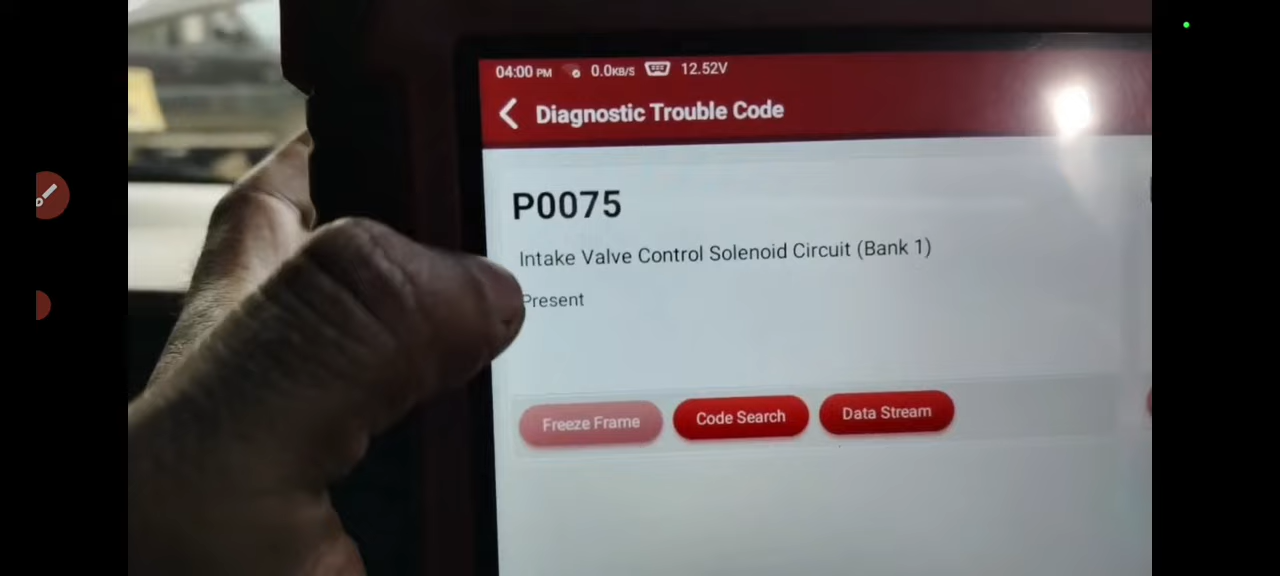 04:00 PM 0.0KB/S 12.52V
Diagnostic Trouble Code
P0075
Intake Valve Control Solenoid Circuit (Bank 1)
Present
Freeze Frame Code Search Data Stream